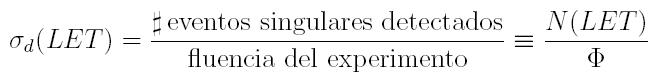 σ_d(LET) = ♯ eventos singulares detectados / fluencia del experimento ≡ N(LET) / Φ